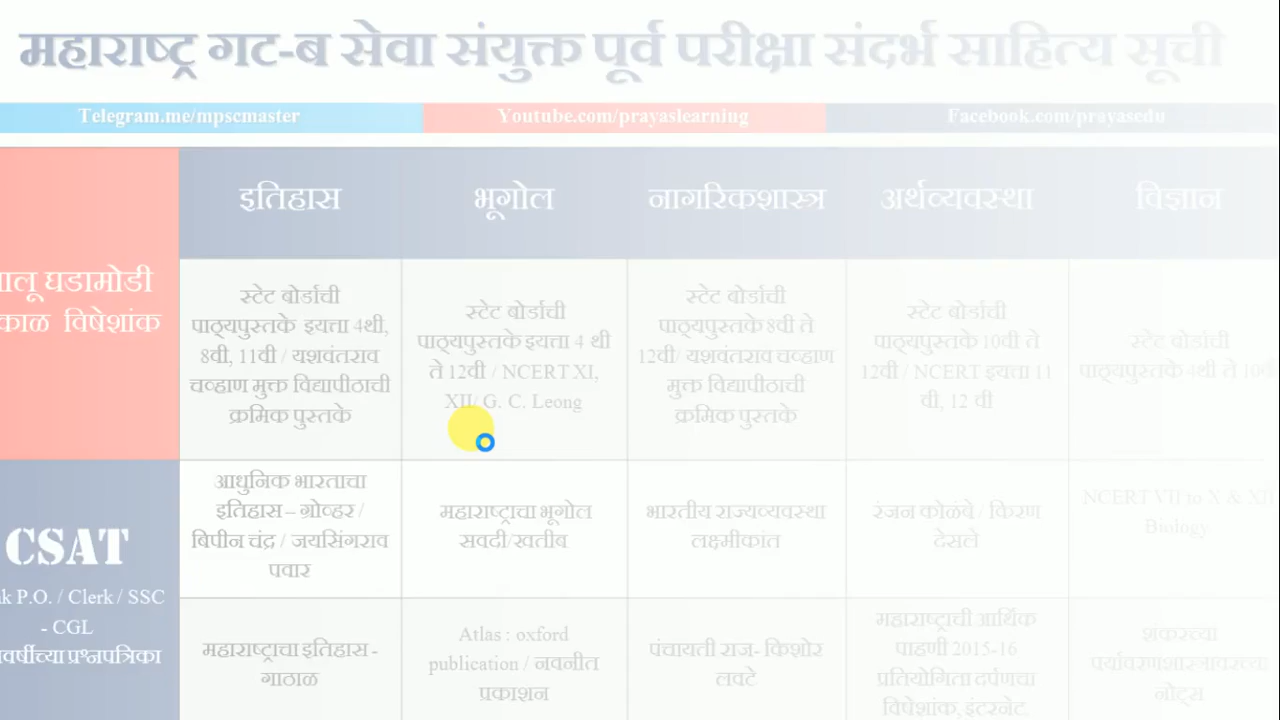 महाराष्ट्र गट-ब सेवा संयुक्त पूर्व परीक्षा संदर्भ साहित्य सूची
Telegram.me/mpscmaster
Youtube.com/prayaslearning
Facebook.com/prayasedu
इतिहास
भूगोल
नागरिकशास्त्र
अर्थव्यवस्था
विज्ञान
ालू घडामोडी
काळ विषेशांक
स्टेट बोर्डाची
पाठ्यपुस्तके इयत्ता 4थी,
8वी, 11वी / यशवंतराव
चव्हाण मुक्त विद्यापीठाची
क्रमिक पुस्तके
स्टेट बोर्डाची
पाठ्यपुस्तके इयत्ता 4 थी
ते 12वी / NCERT XI,
XII/ G. C. Leong
स्टेट बोर्डाची
पाठ्यपुस्तके 8वी ते
12वी/ यशवंतराव चव्हाण
मुक्त विद्यापीठाची
क्रमिक पुस्तके
स्टेट बोर्डाची
पाठ्यपुस्तके 10वी ते
12वी / NCERT इयत्ता 11
वी, 12 वी
स्टेट बोर्डाची
पाठ्यपुस्तके 4थी ते 10वी
CSAT
k P.O. / Clerk / SSC
- CGL
वर्षीच्या प्रश्नपत्रिका
आधुनिक भारताचा
इतिहास – ग्रोव्हर /
बिपीन चंद्र / जयसिंगराव
पवार
महाराष्ट्राचा भूगोल
सवदी/खतीब
भारतीय राज्यव्यवस्था
लक्ष्मीकांत
रंजन कोळंबे / किरण
देसले
NCERT VII to X & XII
Biology
महाराष्ट्राचा इतिहास -
गाठाळ
Atlas : oxford
publication / नवनीत
प्रकाशन
पंचायती राज- किशोर
लवटे
महाराष्ट्राची आर्थिक
पाहणी 2015-16
प्रतियोगिता दर्पणचा
विषेशांक, इंटरनेट,
शंकरच्या
पर्यावरणशास्त्रावरच्या
नोट्स